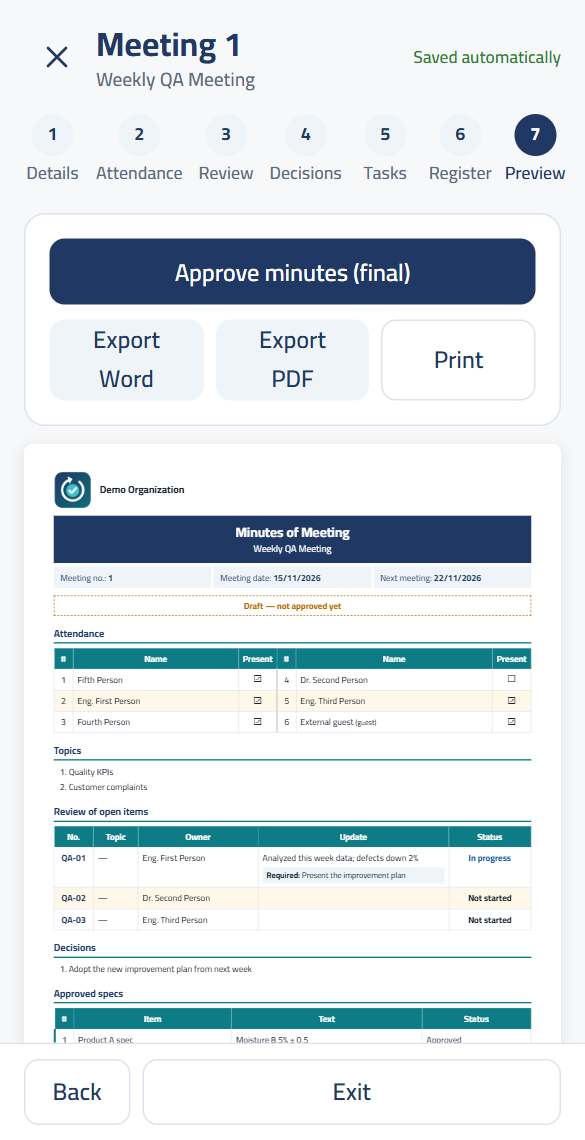 Meeting 1
Weekly QA Meeting
Saved automatically
1 2 3 4 5 6 7
Details Attendance Review Decisions Tasks Register Preview
Approve minutes (final)
Export Word
Export PDF
Print
Demo Organization
Minutes of Meeting
Weekly QA Meeting
Meeting no.: 1 Meeting date: 15/11/2026 Next meeting: 22/11/2026
Draft — not approved yet
Attendance
# Name Present # Name Present
1 Fifth Person ☑ 4 Dr. Second Person ☐
2 Eng. First Person ☑ 5 Eng. Third Person ☑
3 Fourth Person ☑ 6 External guest (guest) ☑
Topics
1. Quality KPIs
2. Customer complaints
Review of open items
No. Topic Owner Update Status
QA-01 — Eng. First Person Analyzed this week data; defects down 2% In progress
Required: Present the improvement plan
QA-02 — Dr. Second Person Not started
QA-03 — Eng. Third Person Not started
Decisions
1. Adopt the new improvement plan from next week
Approved specs
# Item Text Status
1 Product A spec Moisture 8.5% ± 0.5 Approved
Back
Exit